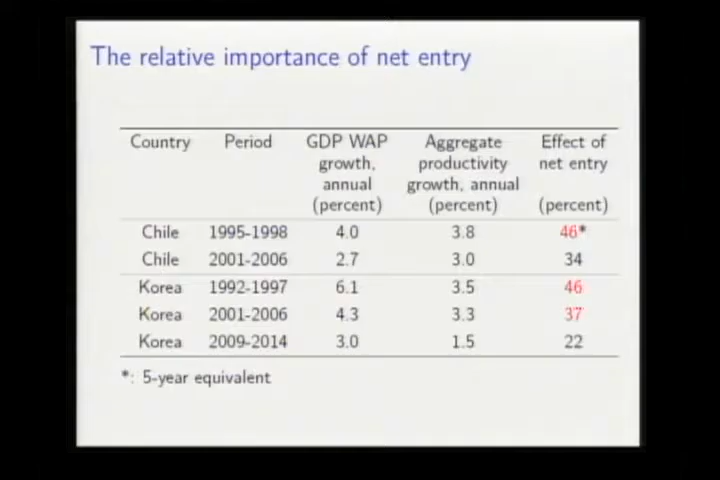 The relative importance of net entry
Country Period GDP WAP Aggregate Effect of
growth, productivity net entry
annual growth, annual
(percent) (percent) (percent)
Chile 1995-1998 4.0 3.8 46*
Chile 2001-2006 2.7 3.0 34
Korea 1992-1997 6.1 3.5 46
Korea 2001-2006 4.3 3.3 37
Korea 2009-2014 3.0 1.5 22
*: 5-year equivalent